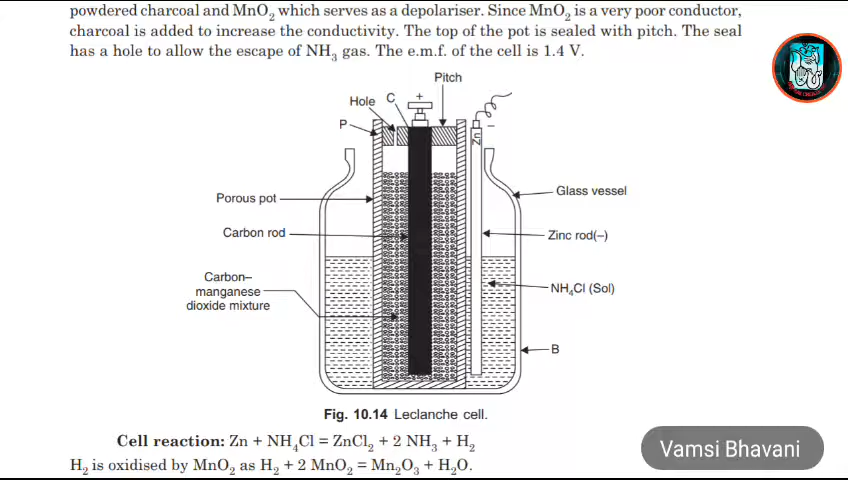 powdered charcoal and MnO₂ which serves as a depolariser. Since MnO₂ is a very poor conductor,
charcoal is added to increase the conductivity. The top of the pot is sealed with pitch. The seal
has a hole to allow the escape of NH₃ gas. The e.m.f. of the cell is 1.4 V.
Pitch
Hole
C
+
P
Zn
–
Porous pot
Glass vessel
Carbon rod
Zinc rod(–)
Carbon–
manganese
dioxide mixture
NH₄Cl (Sol)
B
Fig. 10.14 Leclanche cell.
Cell reaction: Zn + NH₄Cl = ZnCl₂ + 2 NH₃ + H₂
H₂ is oxidised by MnO₂ as H₂ + 2 MnO₂ = Mn₂O₃ + H₂O.
Vamsi Bhavani